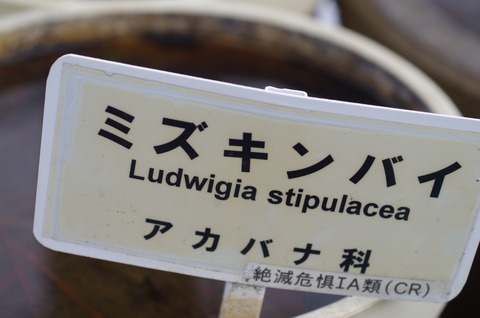 ミズキンバイ
Ludwigia stipulacea
アカバナ科
絶滅危惧IA類(CR)